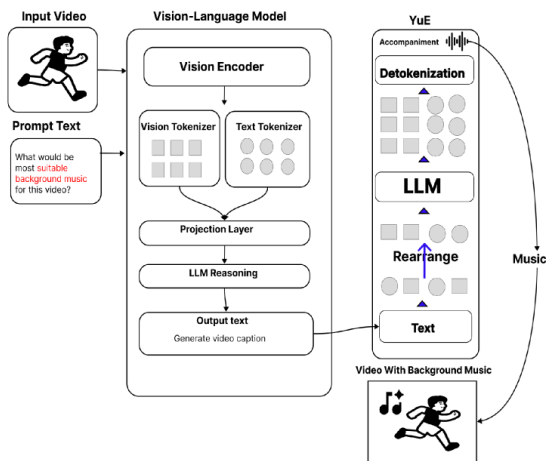 Input Video
Prompt Text
What would be
most suitable
background music
for this video?
Vision-Language Model
Vision Encoder
Vision Tokenizer
Text Tokenizer
Projection Layer
LLM Reasoning
Output text
Generate video caption
YuE
Accompaniment
Detokenization
LLM
Rearrange
Text
Music
Video With Background Music